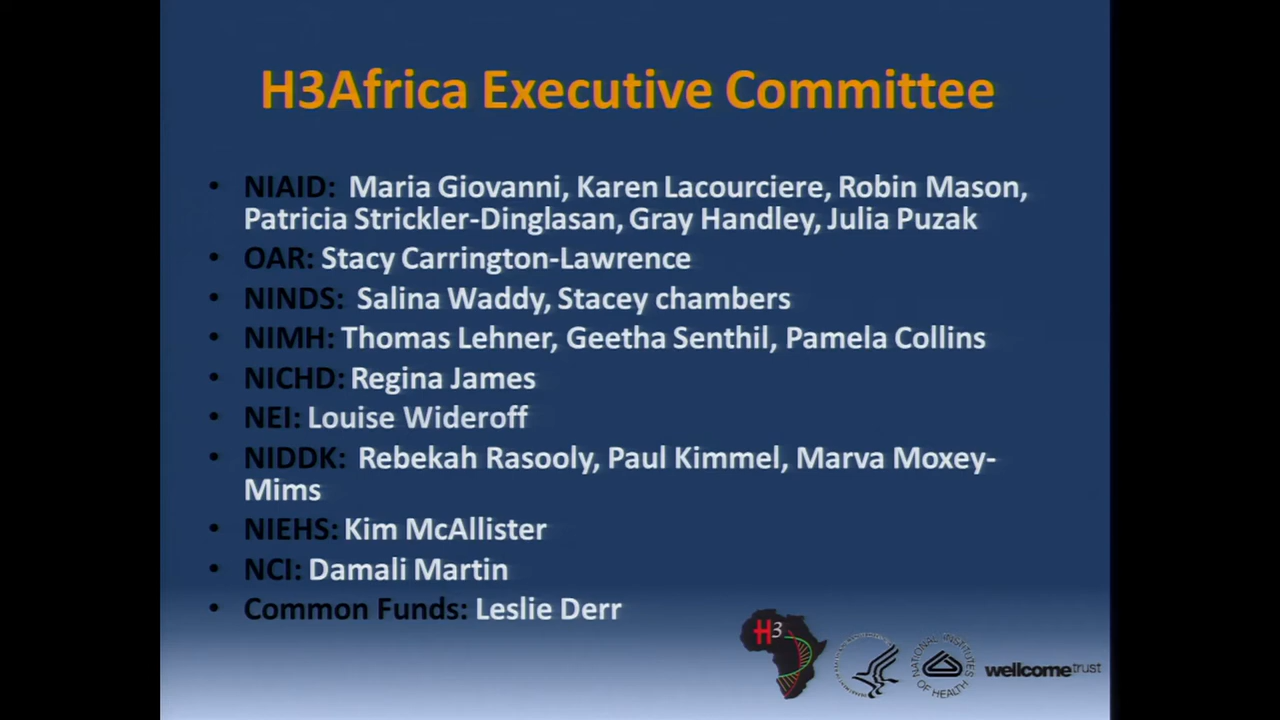 H3Africa Executive Committee
• NIAID: Maria Giovanni, Karen Lacourciere, Robin Mason,
Patricia Strickler-Dinglasan, Gray Handley, Julia Puzak
• OAR: Stacy Carrington-Lawrence
• NINDS: Salina Waddy, Stacey chambers
• NIMH: Thomas Lehner, Geetha Senthil, Pamela Collins
• NICHD: Regina James
• NEI: Louise Wideroff
• NIDDK: Rebekah Rasooly, Paul Kimmel, Marva Moxey-
Mims
• NIEHS: Kim McAllister
• NCI: Damali Martin
• Common Funds: Leslie Derr
H3
NATIONAL INSTITUTES
OF HEALTH
wellcometrust